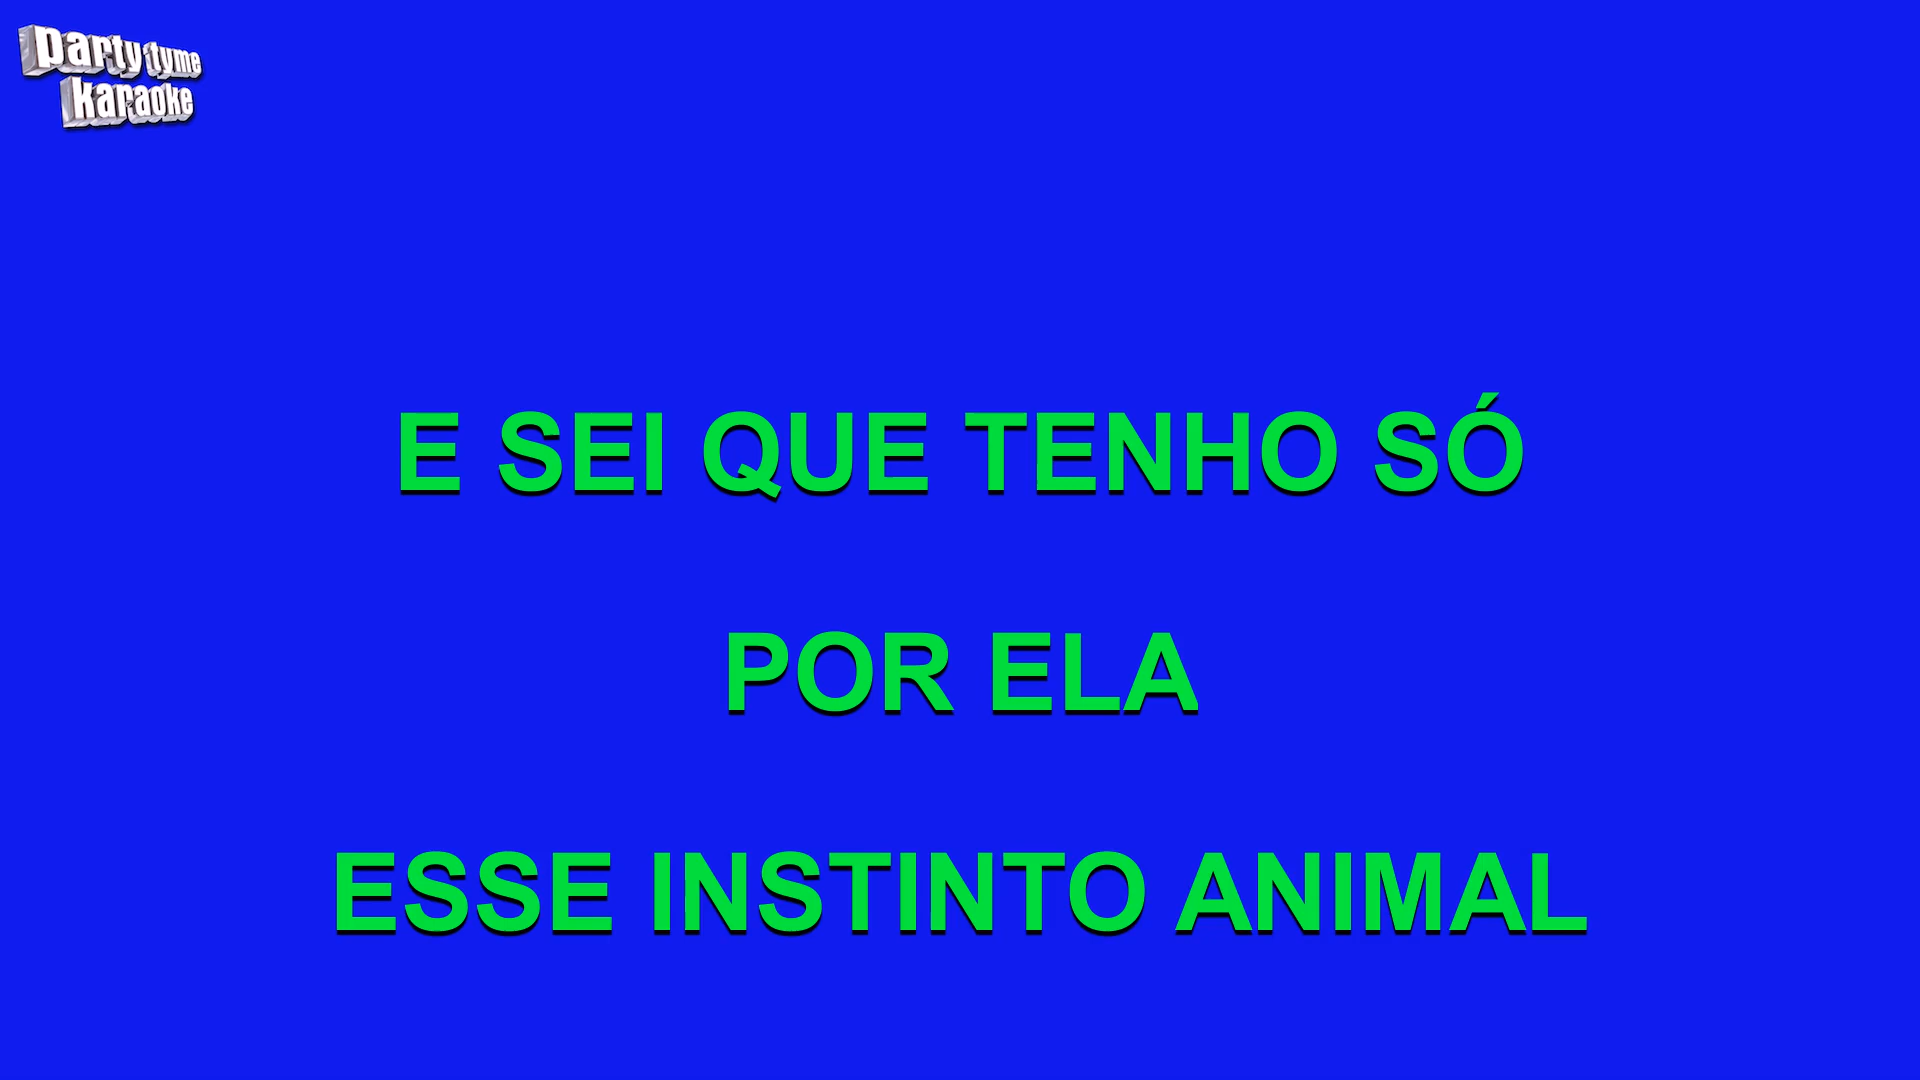 party tyme
karaoke
E SEI QUE TENHO SÓ
POR ELA
ESSE INSTINTO ANIMAL